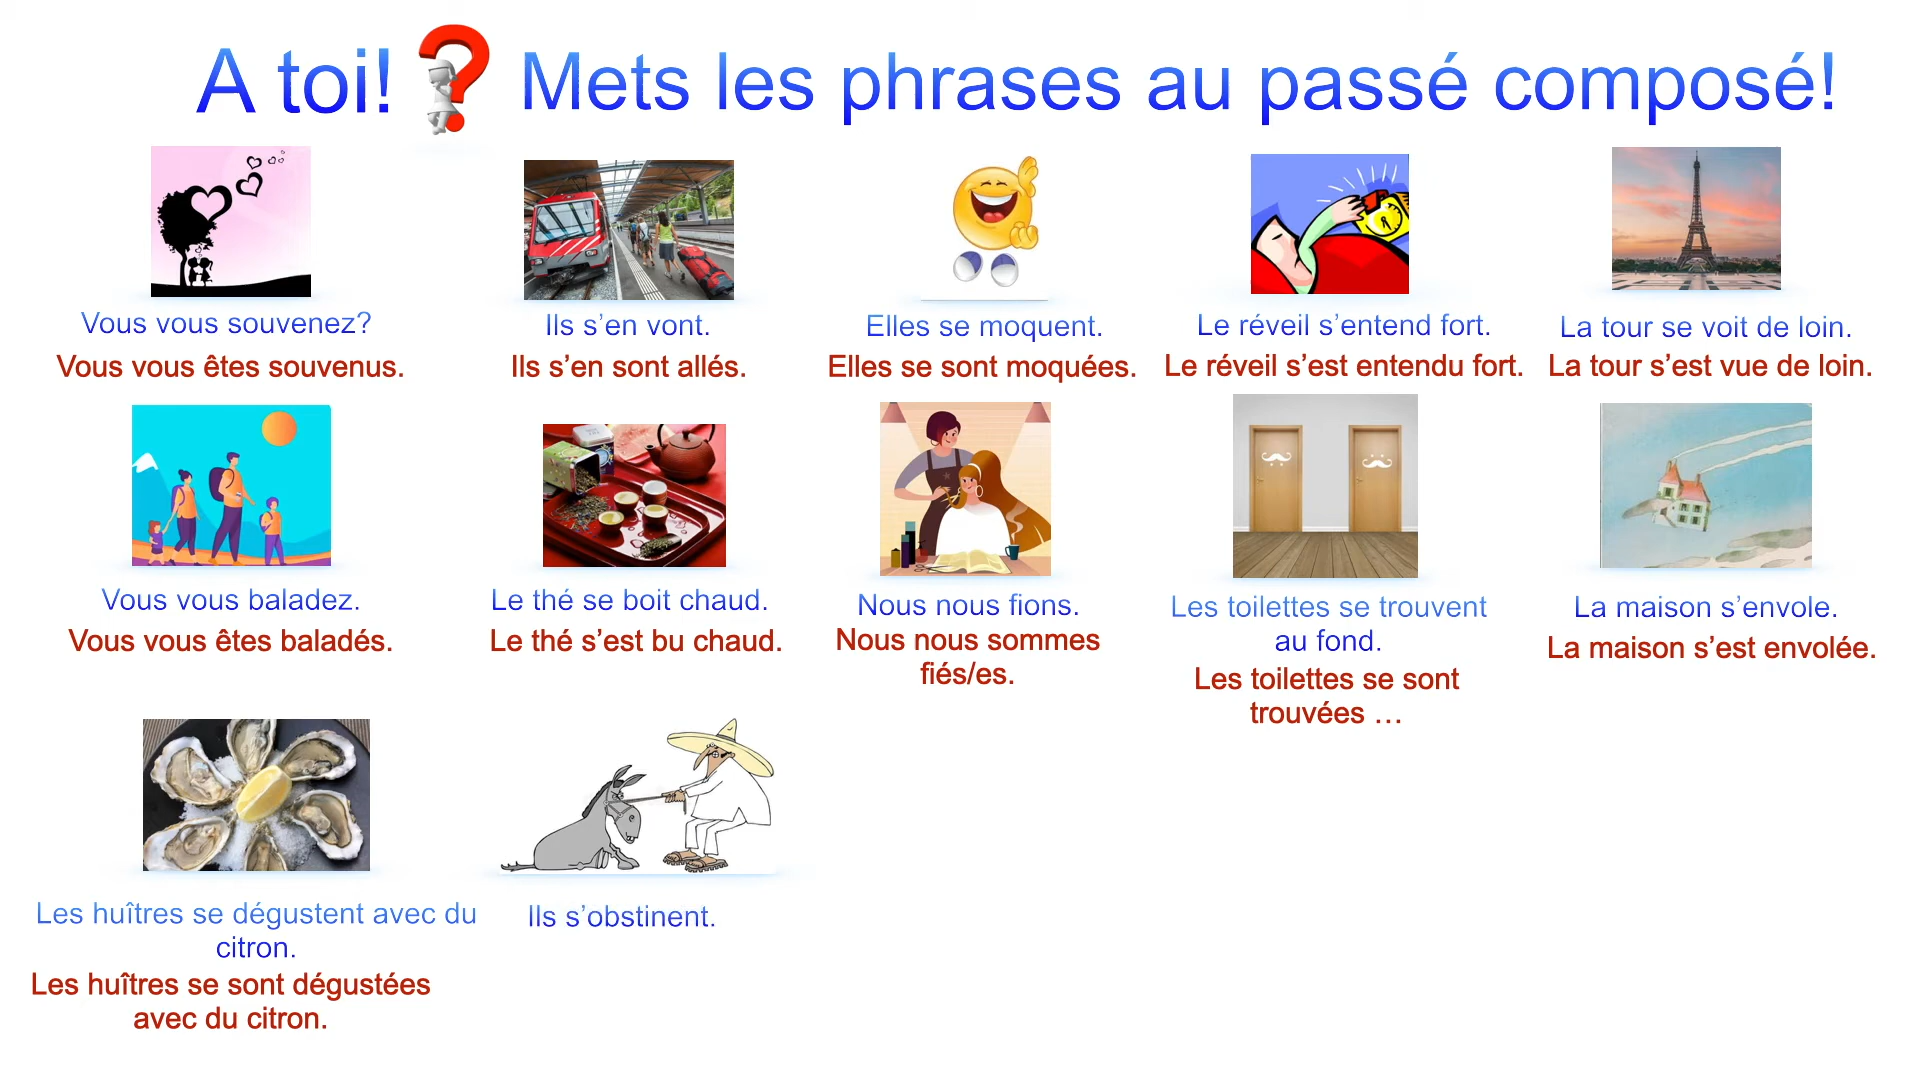 A toi! Mets les phrases au passé composé!
Vous vous souvenez?
Vous vous êtes souvenus.
Ils s’en vont.
Ils s’en sont allés.
Elles se moquent.
Elles se sont moquées.
Le réveil s’entend fort.
Le réveil s’est entendu fort.
La tour se voit de loin.
La tour s’est vue de loin.
Vous vous baladez.
Vous vous êtes baladés.
Le thé se boit chaud.
Le thé s’est bu chaud.
Nous nous fions.
Nous nous sommes
fiés/es.
Les toilettes se trouvent
au fond.
Les toilettes se sont
trouvées …
La maison s’envole.
La maison s’est envolée.
Les huîtres se dégustent avec du
citron.
Les huîtres se sont dégustées
avec du citron.
Ils s’obstinent.